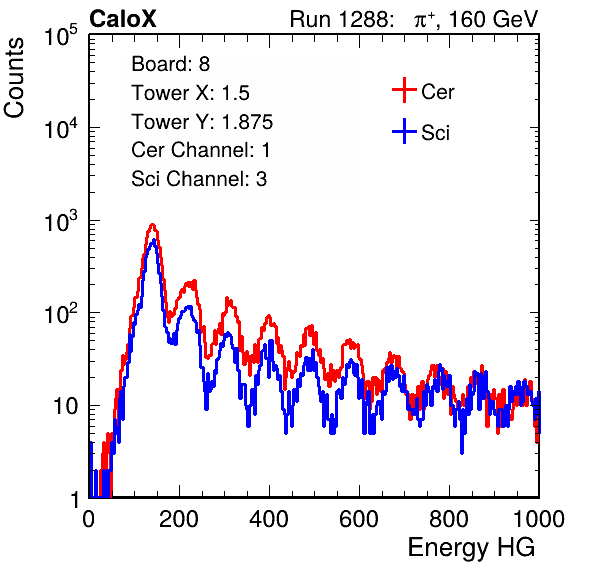 CaloX Run 1288: π⁺, 160 GeV
Counts
10⁵
10⁴
10³
10²
10
1
Board: 8
Tower X: 1.5
Tower Y: 1.875
Cer Channel: 1
Sci Channel: 3
Cer
Sci
0 200 400 600 800 1000
Energy HG